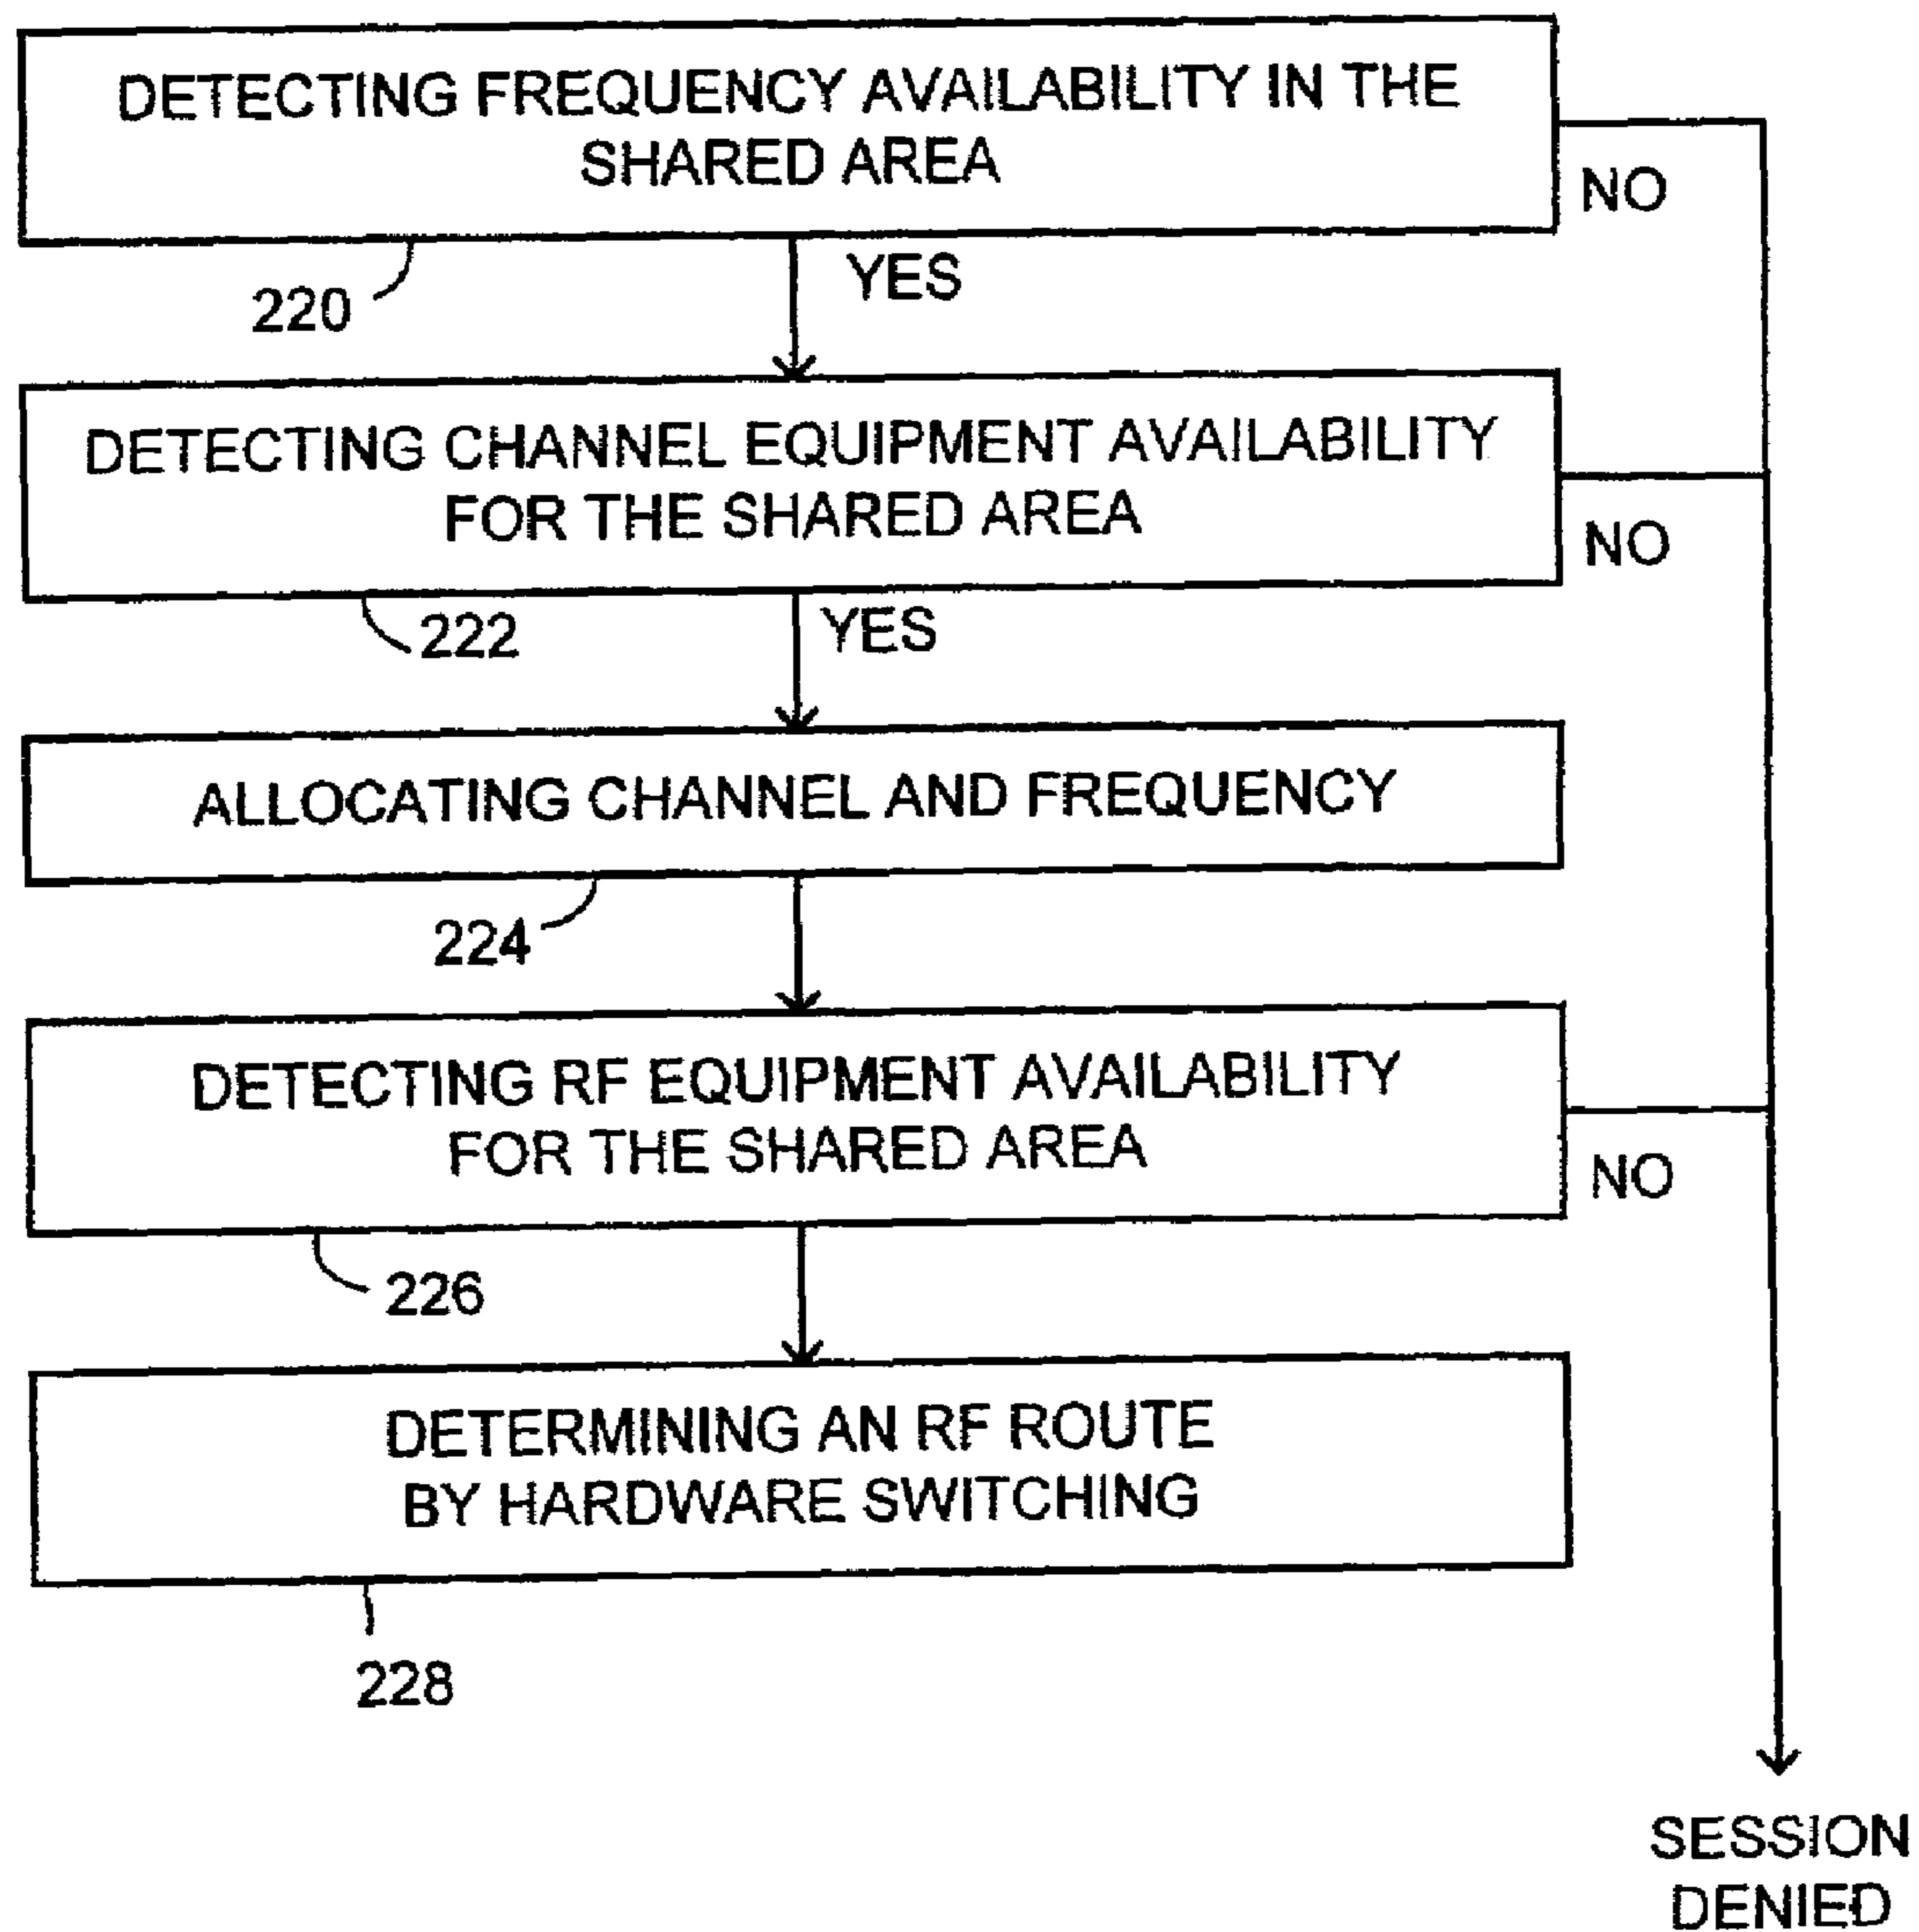 DETECTING FREQUENCY AVAILABILITY IN THE
SHARED AREA
NO
220
YES
DETECTING CHANNEL EQUIPMENT AVAILABILITY
FOR THE SHARED AREA
NO
222
YES
ALLOCATING CHANNEL AND FREQUENCY
224
DETECTING RF EQUIPMENT AVAILABILITY
FOR THE SHARED AREA
NO
226
DETERMINING AN RF ROUTE
BY HARDWARE SWITCHING
228
SESSION
DENIED